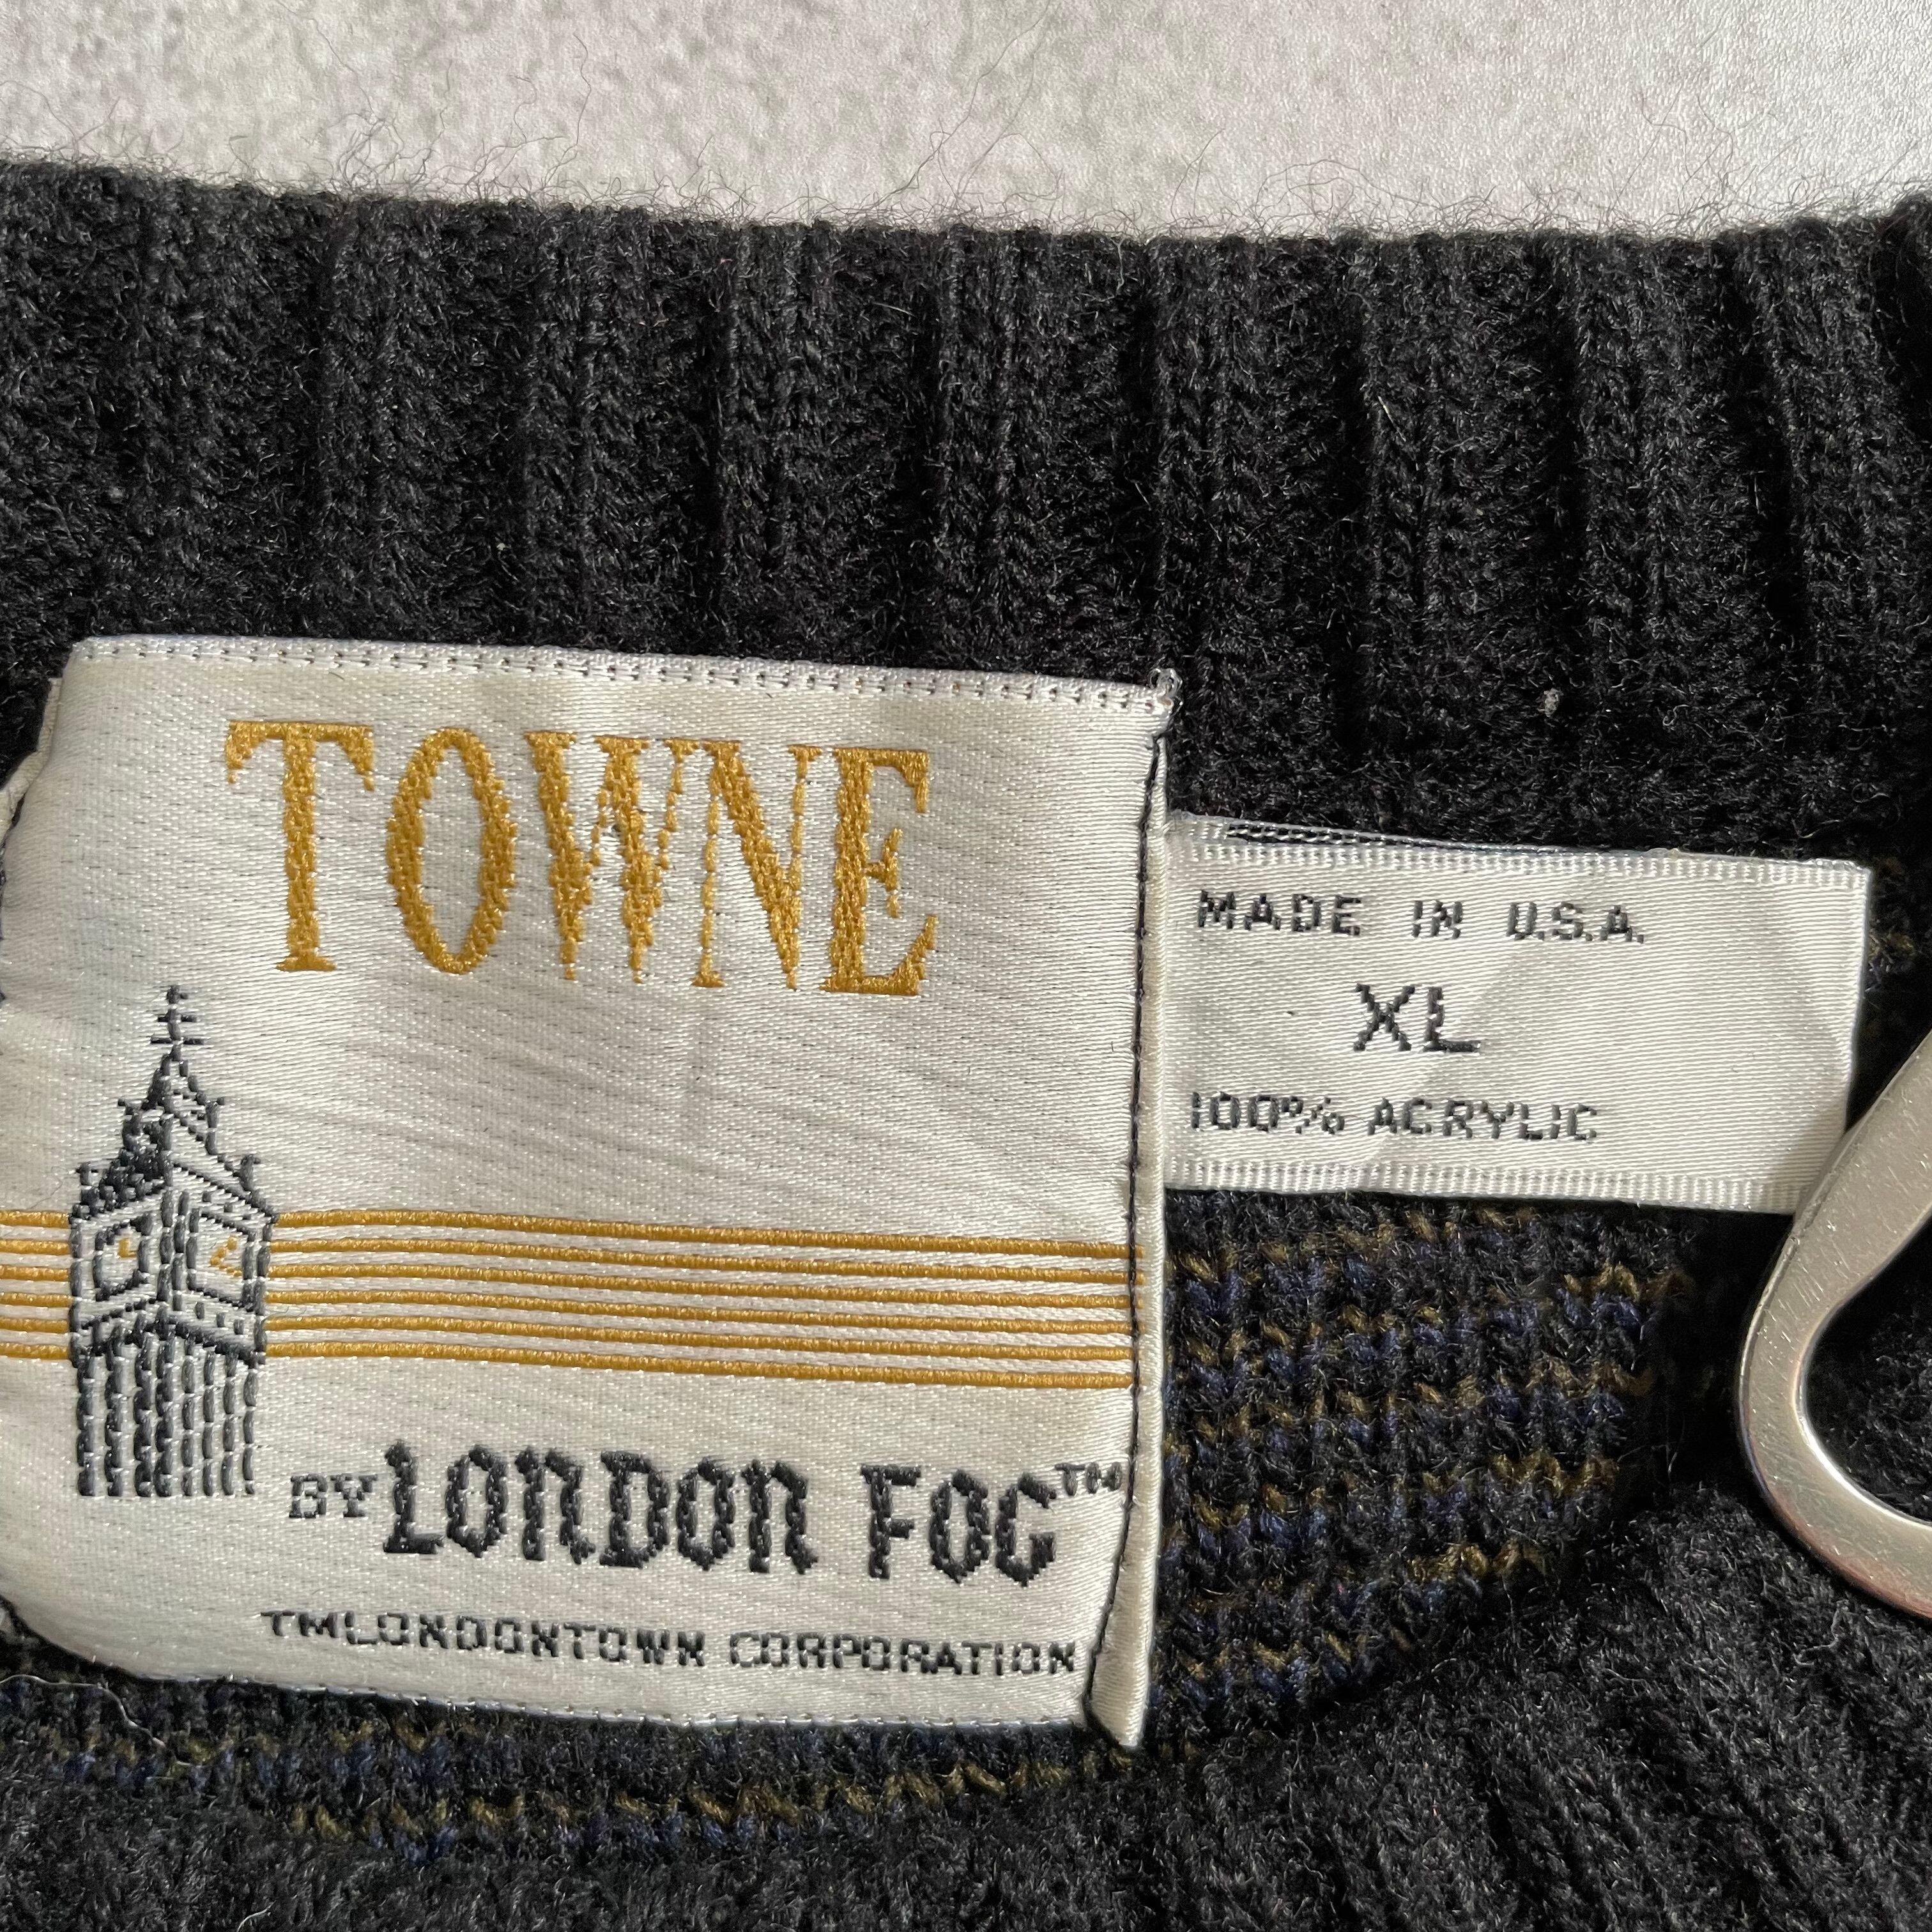 TOWNE
BY LONDON FOG™
TMLONDONTOWN CORPORATION
MADE IN U.S.A.
XL
100% ACRYLIC